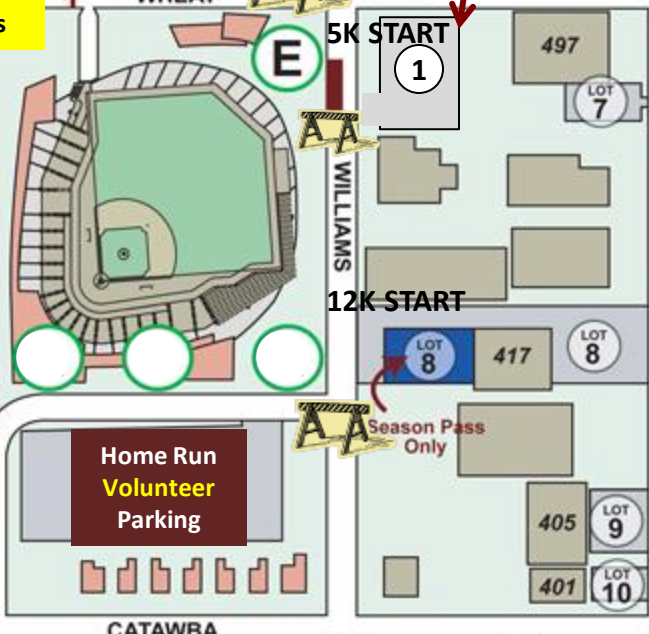 s
5K START
E
1
497
LOT
7
WILLIAMS
12K START
LOT
8
417
LOT
8
Season Pass
Only
Home Run
Volunteer
Parking
405
LOT
9
401
LOT
10
CATAWBA